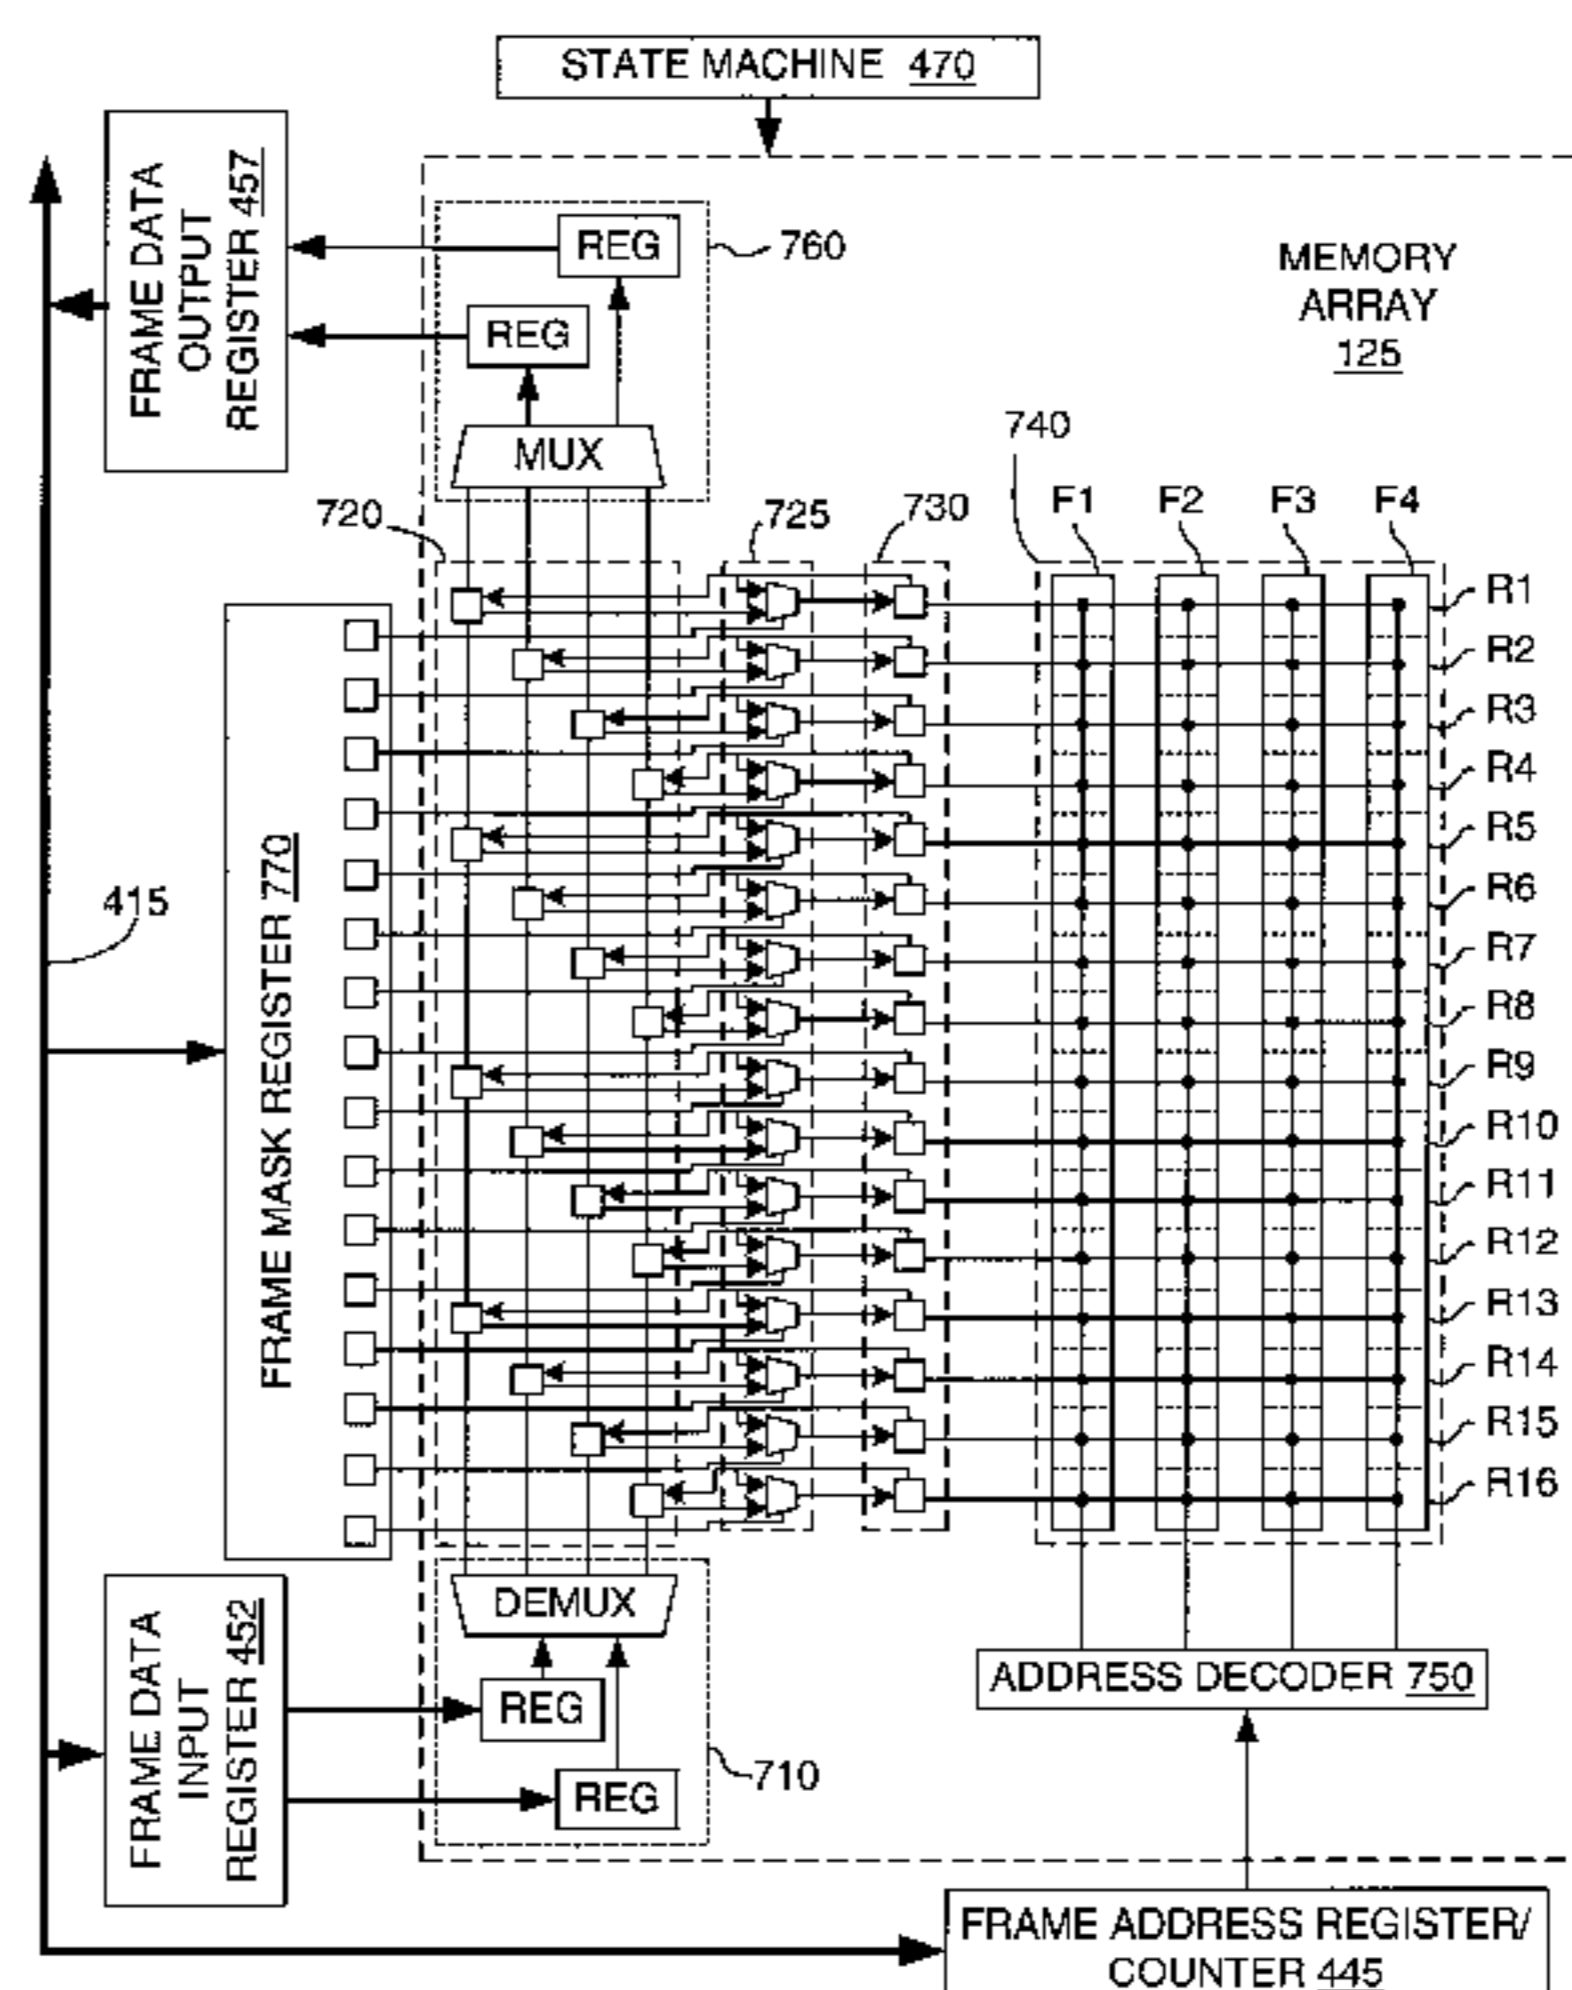 STATE MACHINE 470
FRAME DATA
OUTPUT
REGISTER 457
REG
760
REG
MUX
MEMORY
ARRAY
125
740
720
725
730
F1
F2
F3
F4
R1
R2
R3
R4
R5
R6
R7
R8
R9
R10
R11
R12
R13
R14
R15
R16
415
FRAME MASK REGISTER 770
DEMUX
FRAME DATA
INPUT
REGISTER 452
REG
REG
710
ADDRESS DECODER 750
FRAME ADDRESS REGISTER/
COUNTER 445